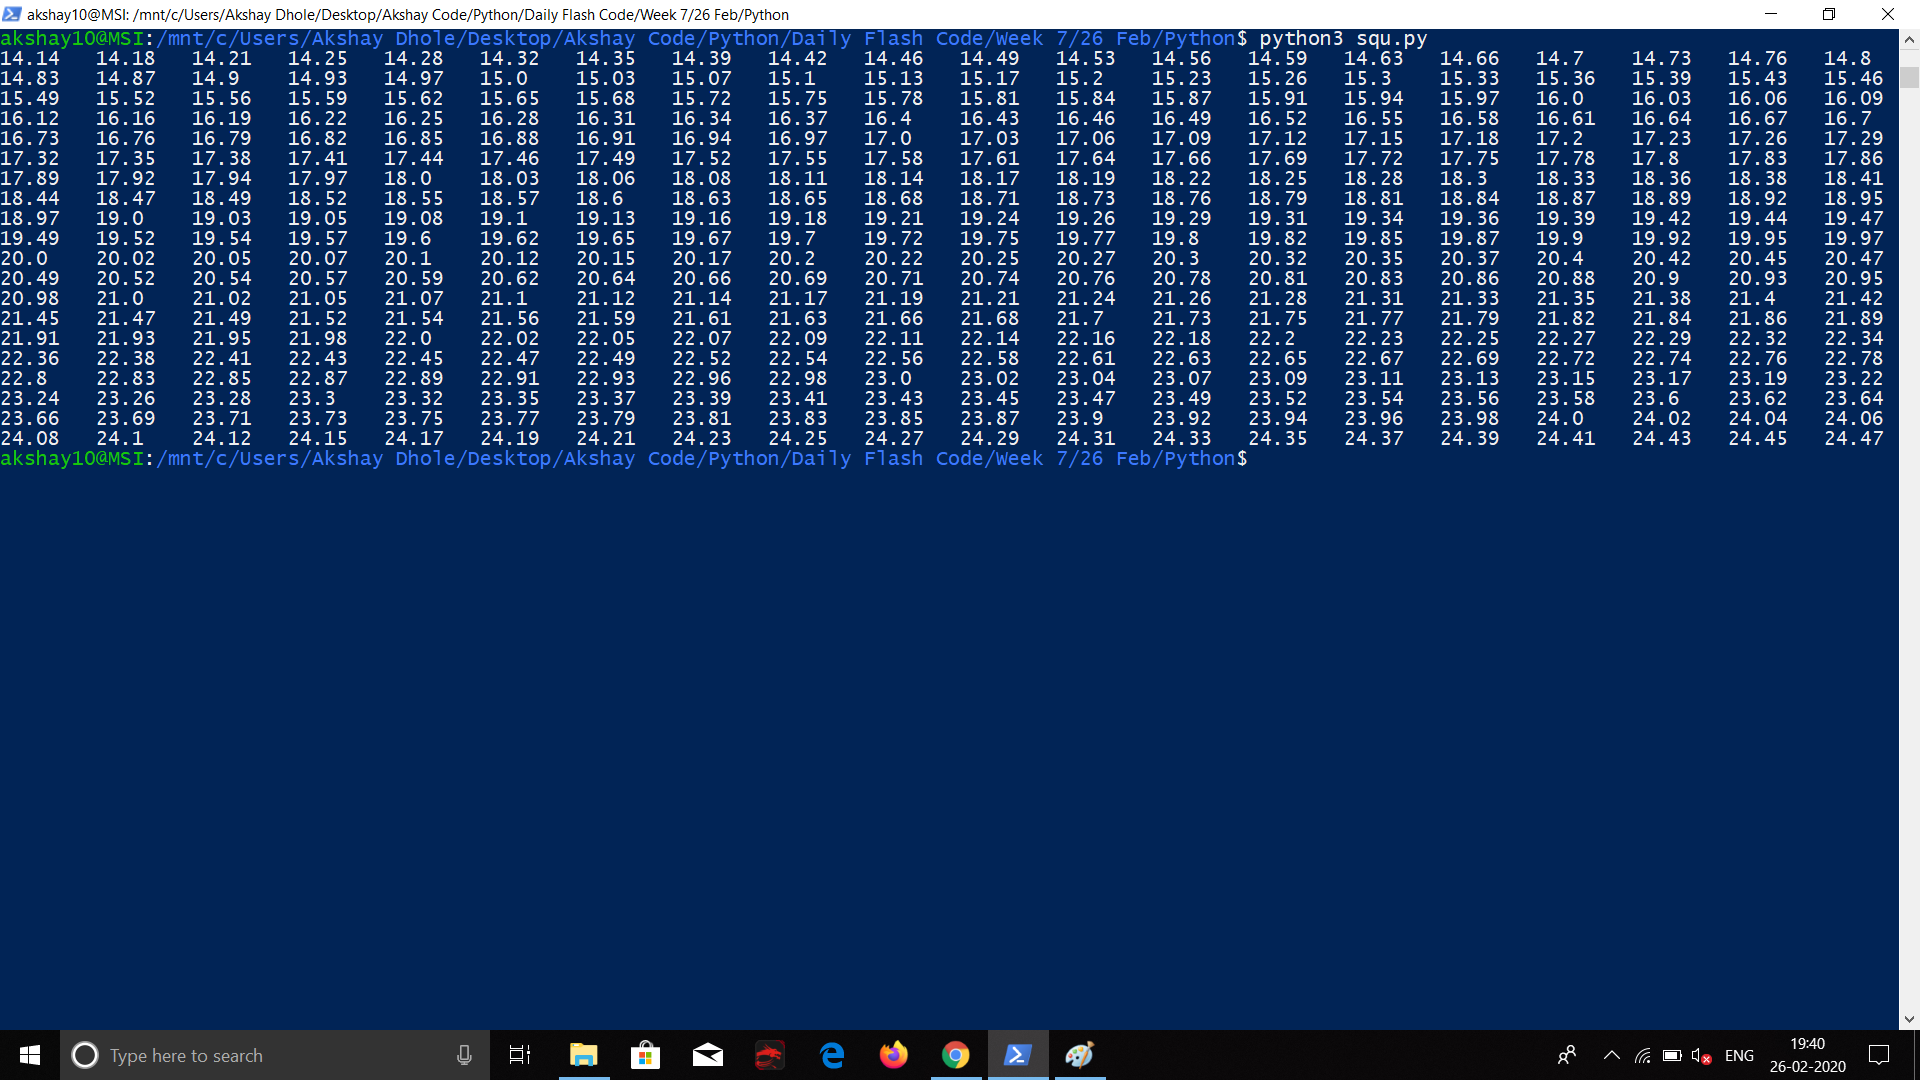 akshay10@MSI: /mnt/c/Users/Akshay Dhole/Desktop/Akshay Code/Python/Daily Flash Code/Week 7/26 Feb/Python
akshay10@MSI:/mnt/c/Users/Akshay Dhole/Desktop/Akshay Code/Python/Daily Flash Code/Week 7/26 Feb/Python$ python3 squ.py
14.14 14.18 14.21 14.25 14.28 14.32 14.35 14.39 14.42 14.46 14.49 14.53 14.56 14.59 14.63 14.66 14.7 14.73 14.76 14.8
14.83 14.87 14.9 14.93 14.97 15.0 15.03 15.07 15.1 15.13 15.17 15.2 15.23 15.26 15.3 15.33 15.36 15.39 15.43 15.46
15.49 15.52 15.56 15.59 15.62 15.65 15.68 15.72 15.75 15.78 15.81 15.84 15.87 15.91 15.94 15.97 16.0 16.03 16.06 16.09
16.12 16.16 16.19 16.22 16.25 16.28 16.31 16.34 16.37 16.4 16.43 16.46 16.49 16.52 16.55 16.58 16.61 16.64 16.67 16.7
16.73 16.76 16.79 16.82 16.85 16.88 16.91 16.94 16.97 17.0 17.03 17.06 17.09 17.12 17.15 17.18 17.2 17.23 17.26 17.29
17.32 17.35 17.38 17.41 17.44 17.46 17.49 17.52 17.55 17.58 17.61 17.64 17.66 17.69 17.72 17.75 17.78 17.8 17.83 17.86
17.89 17.92 17.94 17.97 18.0 18.03 18.06 18.08 18.11 18.14 18.17 18.19 18.22 18.25 18.28 18.3 18.33 18.36 18.38 18.41
18.44 18.47 18.49 18.52 18.55 18.57 18.6 18.63 18.65 18.68 18.71 18.73 18.76 18.79 18.81 18.84 18.87 18.89 18.92 18.95
18.97 19.0 19.03 19.05 19.08 19.1 19.13 19.16 19.18 19.21 19.24 19.26 19.29 19.31 19.34 19.36 19.39 19.42 19.44 19.47
19.49 19.52 19.54 19.57 19.6 19.62 19.65 19.67 19.7 19.72 19.75 19.77 19.8 19.82 19.85 19.87 19.9 19.92 19.95 19.97
20.0 20.02 20.05 20.07 20.1 20.12 20.15 20.17 20.2 20.22 20.25 20.27 20.3 20.32 20.35 20.37 20.4 20.42 20.45 20.47
20.49 20.52 20.54 20.57 20.59 20.62 20.64 20.66 20.69 20.71 20.74 20.76 20.78 20.81 20.83 20.86 20.88 20.9 20.93 20.95
20.98 21.0 21.02 21.05 21.07 21.1 21.12 21.14 21.17 21.19 21.21 21.24 21.26 21.28 21.31 21.33 21.35 21.38 21.4 21.42
21.45 21.47 21.49 21.52 21.54 21.56 21.59 21.61 21.63 21.66 21.68 21.7 21.73 21.75 21.77 21.79 21.82 21.84 21.86 21.89
21.91 21.93 21.95 21.98 22.0 22.02 22.05 22.07 22.09 22.11 22.14 22.16 22.18 22.2 22.23 22.25 22.27 22.29 22.32 22.34
22.36 22.38 22.41 22.43 22.45 22.47 22.49 22.52 22.54 22.56 22.58 22.61 22.63 22.65 22.67 22.69 22.72 22.74 22.76 22.78
22.8 22.83 22.85 22.87 22.89 22.91 22.93 22.96 22.98 23.0 23.02 23.04 23.07 23.09 23.11 23.13 23.15 23.17 23.19 23.22
23.24 23.26 23.28 23.3 23.32 23.35 23.37 23.39 23.41 23.43 23.45 23.47 23.49 23.52 23.54 23.56 23.58 23.6 23.62 23.64
23.66 23.69 23.71 23.73 23.75 23.77 23.79 23.81 23.83 23.85 23.87 23.9 23.92 23.94 23.96 23.98 24.0 24.02 24.04 24.06
24.08 24.1 24.12 24.15 24.17 24.19 24.21 24.23 24.25 24.27 24.29 24.31 24.33 24.35 24.37 24.39 24.41 24.43 24.45 24.47
akshay10@MSI:/mnt/c/Users/Akshay Dhole/Desktop/Akshay Code/Python/Daily Flash Code/Week 7/26 Feb/Python$
Type here to search
ENG
19:40
26-02-2020